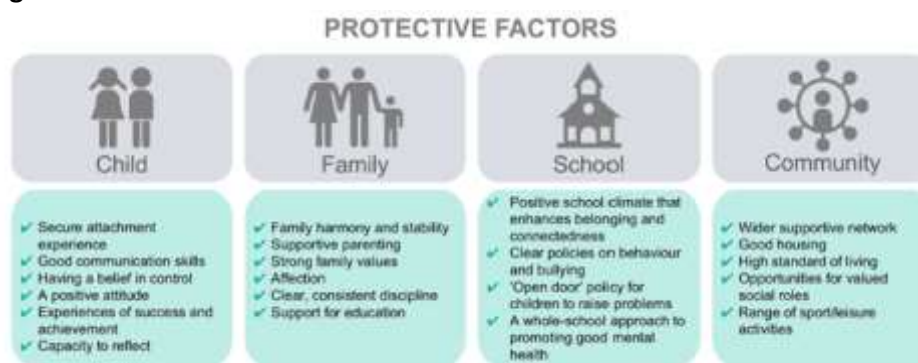 PROTECTIVE FACTORS
Child
Family
School
Community
✔ Secure attachment
experience
✔ Good communication skills
✔ Having a belief in control
✔ A positive attitude
✔ Experiences of success and
achievement
✔ Capacity to reflect
✔ Family harmony and stability
✔ Supportive parenting
✔ Strong family values
✔ Affection
✔ Clear, consistent discipline
✔ Support for education
✔ Positive school climate that
enhances belonging and
connectedness
✔ Clear policies on behaviour
and bullying
✔ 'Open door' policy for
children to raise problems
✔ A whole-school approach to
promoting good mental
health
✔ Wider supportive network
✔ Good housing
✔ High standard of living
✔ Opportunities for valued
social roles
✔ Range of sport/leisure
activities